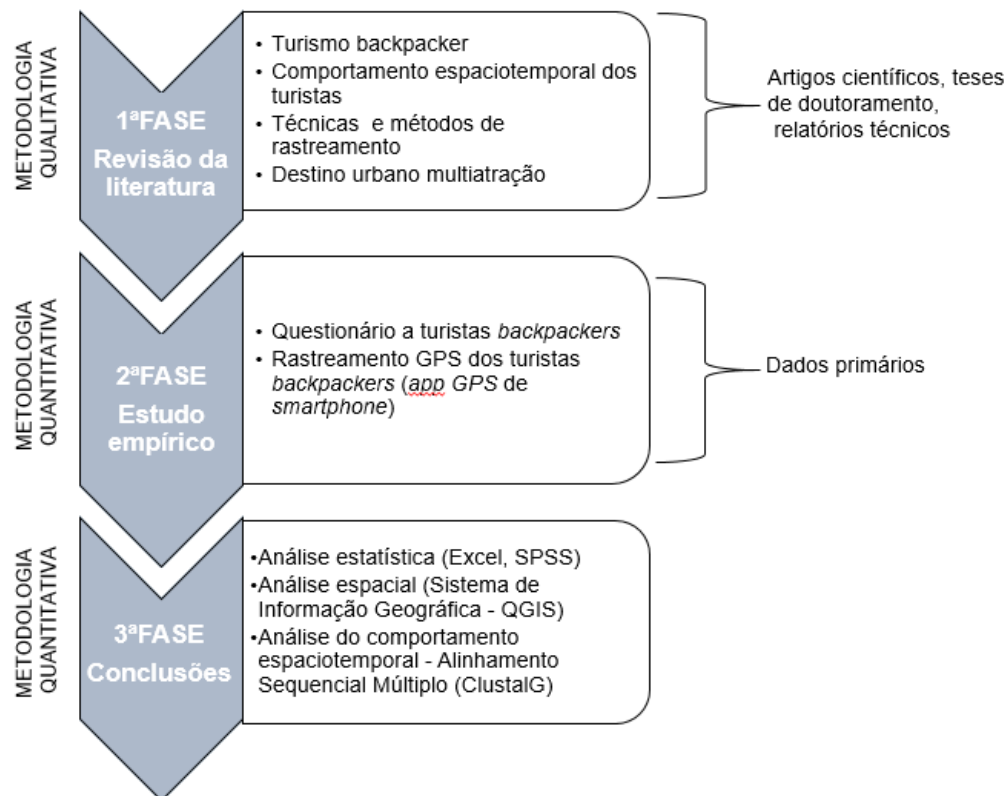 METODOLOGIA
QUALITATIVA
1ªFASE
Revisão da
literatura
• Turismo backpacker
• Comportamento espaciotemporal dos
turistas
• Técnicas e métodos de
rastreamento
• Destino urbano multiatração
Artigos científicos, teses
de doutoramento,
relatórios técnicos
METODOLOGIA
QUANTITATIVA
2ªFASE
Estudo
empírico
• Questionário a turistas backpackers
• Rastreamento GPS dos turistas
backpackers (app GPS de
smartphone)
Dados primários
METODOLOGIA
QUANTITATIVA
3ªFASE
Conclusões
•Análise estatística (Excel, SPSS)
•Análise espacial (Sistema de
Informação Geográfica - QGIS)
•Análise do comportamento
espaciotemporal - Alinhamento
Sequencial Múltiplo (ClustalG)